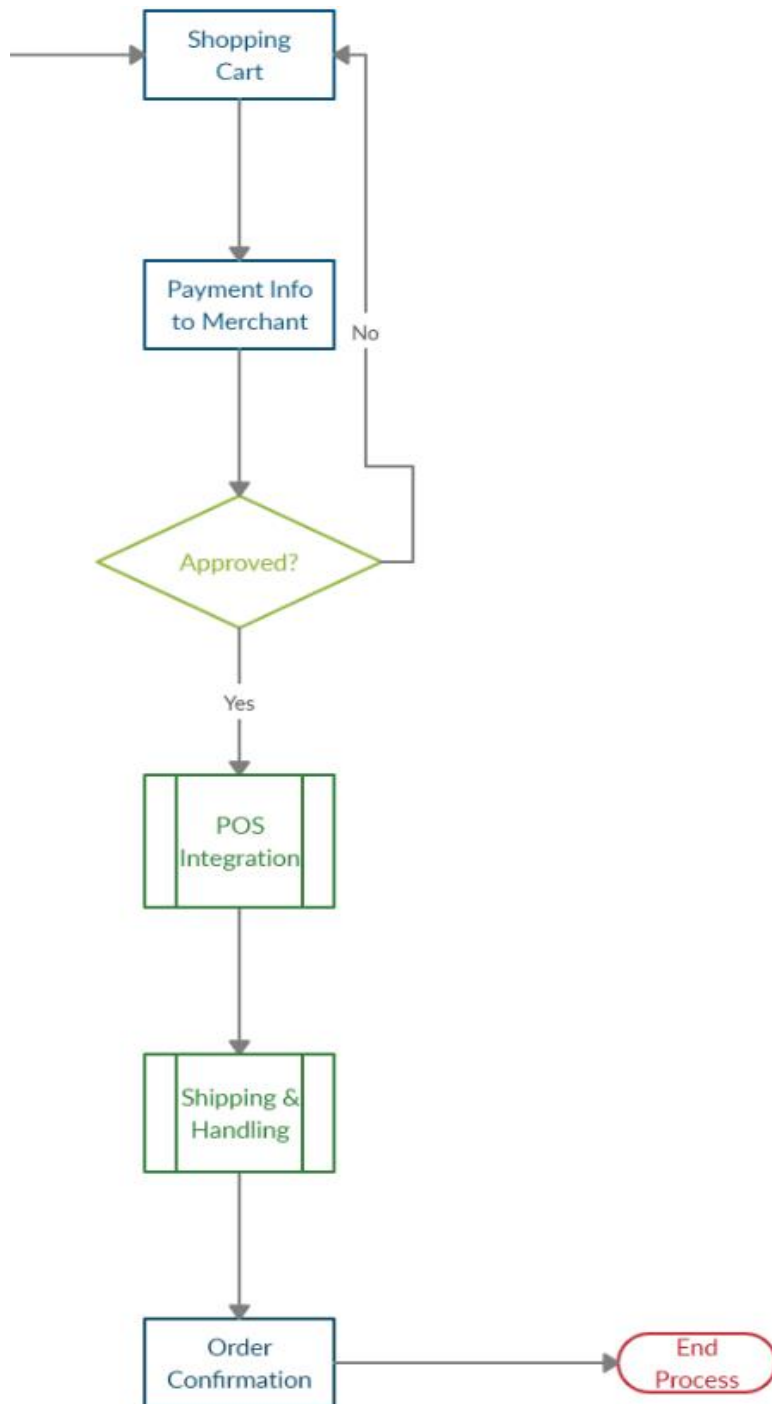 Shopping
Cart
Payment Info
to Merchant
No
Approved?
Yes
POS
Integration
Shipping &
Handling
Order
Confirmation
End
Process